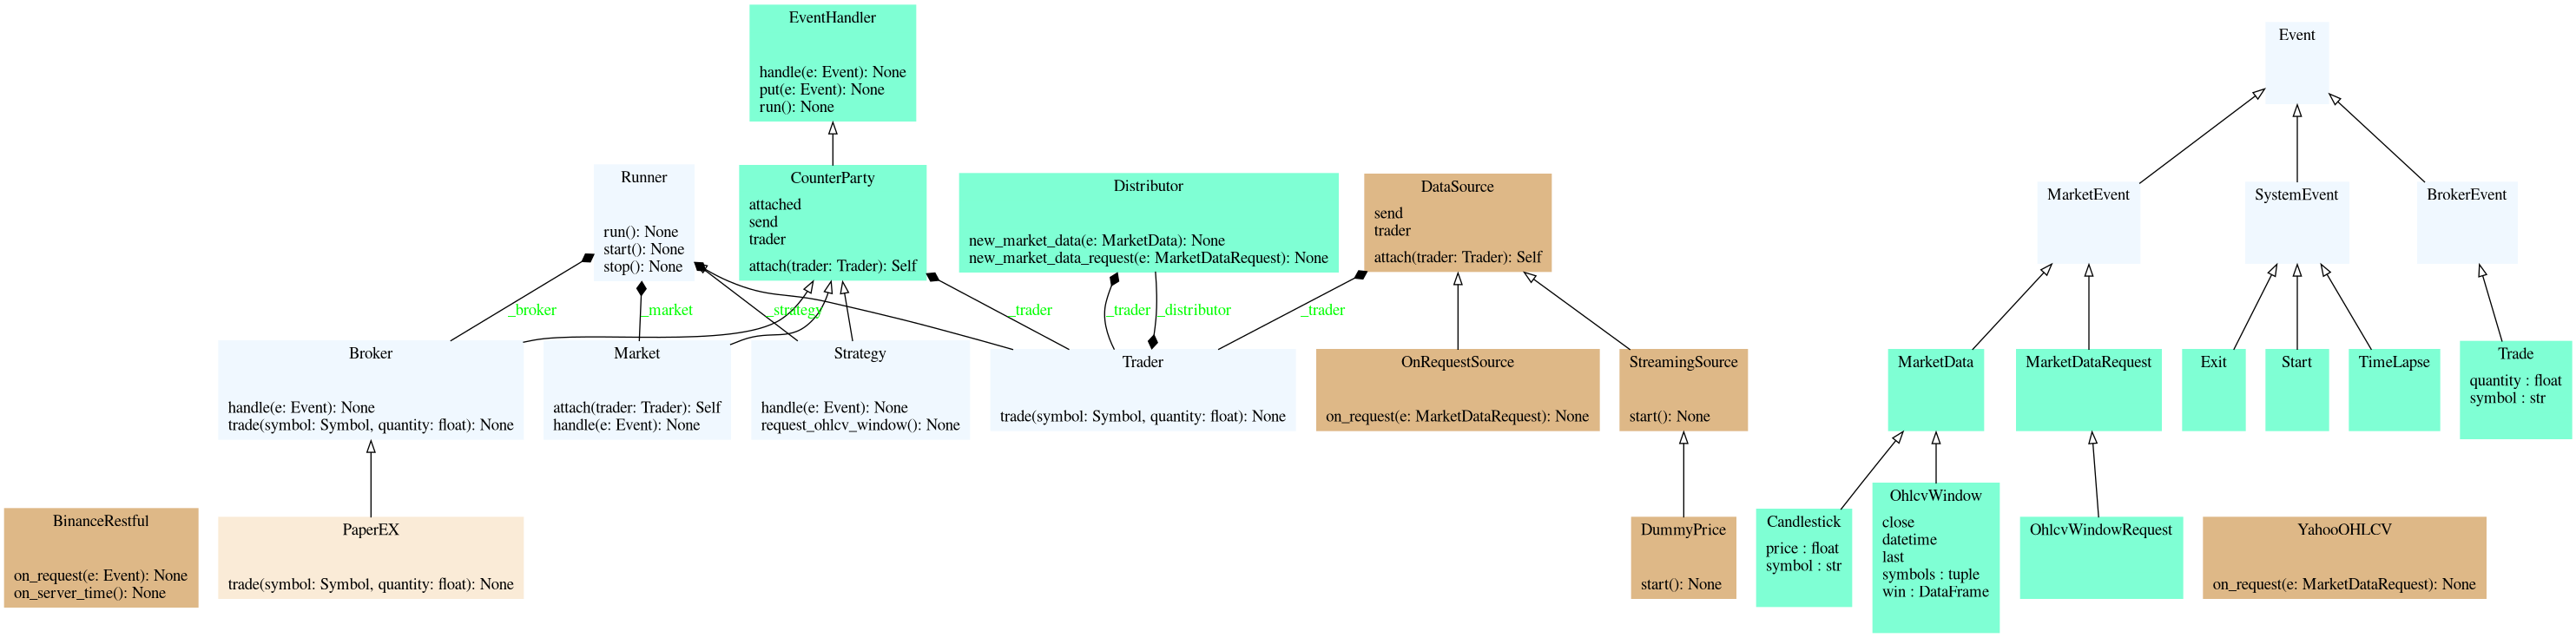 EventHandler
handle(e: Event): None
put(e: Event): None
run(): None
Event
Runner
run(): None
start(): None
stop(): None
CounterParty
attached
send
trader
attach(trader: Trader): Self
Distributor
new_market_data(e: MarketData): None
new_market_data_request(e: MarketDataRequest): None
DataSource
send
trader
attach(trader: Trader): Self
MarketEvent
SystemEvent
BrokerEvent
_broker
_market
_strategy
_trader
_trader
_distributor
_trader
Broker
handle(e: Event): None
trade(symbol: Symbol, quantity: float): None
Market
attach(trader: Trader): Self
handle(e: Event): None
Strategy
handle(e: Event): None
request_ohlcv_window(): None
Trader
trade(symbol: Symbol, quantity: float): None
OnRequestSource
on_request(e: MarketDataRequest): None
StreamingSource
start(): None
MarketData
MarketDataRequest
Exit
Start
TimeLapse
Trade
quantity : float
symbol : str
BinanceRestful
on_request(e: Event): None
on_server_time(): None
PaperEX
trade(symbol: Symbol, quantity: float): None
DummyPrice
start(): None
Candlestick
price : float
symbol : str
OhlcvWindow
close
datetime
last
symbols : tuple
win : DataFrame
OhlcvWindowRequest
YahooOHLCV
on_request(e: MarketDataRequest): None